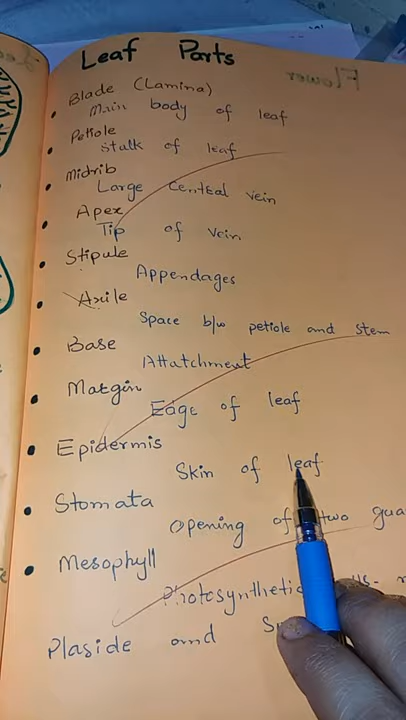 Leaf Parts
Blade (Lamina)
Main body of leaf
Petiole
Stalk of leaf
Midrib
Large Central vein
Apex
Tip of vein
Stipule
Appendages
Axile
Space b/w petiole and stem
Base
Attatchment
Margin
Edge of leaf
Epidermis
Skin of leaf
Stomata
Opening of two
Mesophyll
Plaside and
Flower